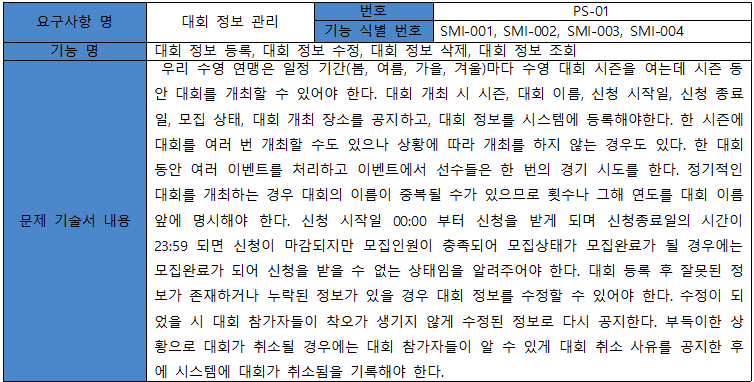 요구사항 명
대회 정보 관리
번호
PS-01
기능 식별 번호
SMI-001, SMI-002, SMI-003, SMI-004
기능 명
대회 정보 등록, 대회 정보 수정, 대회 정보 삭제, 대회 정보 조회
문제 기술서 내용
우리 수영 연맹은 일정 기간(봄, 여름, 가을, 겨울)마다 수영 대회 시즌을 여는데 시즌 동
안 대회를 개최할 수 있어야 한다. 대회 개최 시 시즌, 대회 이름, 신청 시작일, 신청 종료
일, 모집 상태, 대회 개최 장소를 공지하고, 대회 정보를 시스템에 등록해야한다. 한 시즌에
대회를 여러 번 개최할 수도 있으나 상황에 따라 개최를 하지 않는 경우도 있다. 한 대회
동안 여러 이벤트를 처리하고 이벤트에서 선수들은 한 번의 경기 시도를 한다. 정기적인
대회를 개최하는 경우 대회의 이름이 중복될 수가 있으므로 횟수나 그해 연도를 대회 이름
앞에 명시해야 한다. 신청 시작일 00:00 부터 신청을 받게 되며 신청종료일의 시간이
23:59 되면 신청이 마감되지만 모집인원이 충족되어 모집상태가 모집완료가 될 경우에는
모집완료가 되어 신청을 받을 수 없는 상태임을 알려주어야 한다. 대회 등록 후 잘못된 정
보가 존재하거나 누락된 정보가 있을 경우 대회 정보를 수정할 수 있어야 한다. 수정이 되
었을 시 대회 참가자들이 착오가 생기지 않게 수정된 정보로 다시 공지한다. 부득이한 상
황으로 대회가 취소될 경우에는 대회 참가자들이 알 수 있게 대회 취소 사유를 공지한 후
에 시스템에 대회가 취소됨을 기록해야 한다.